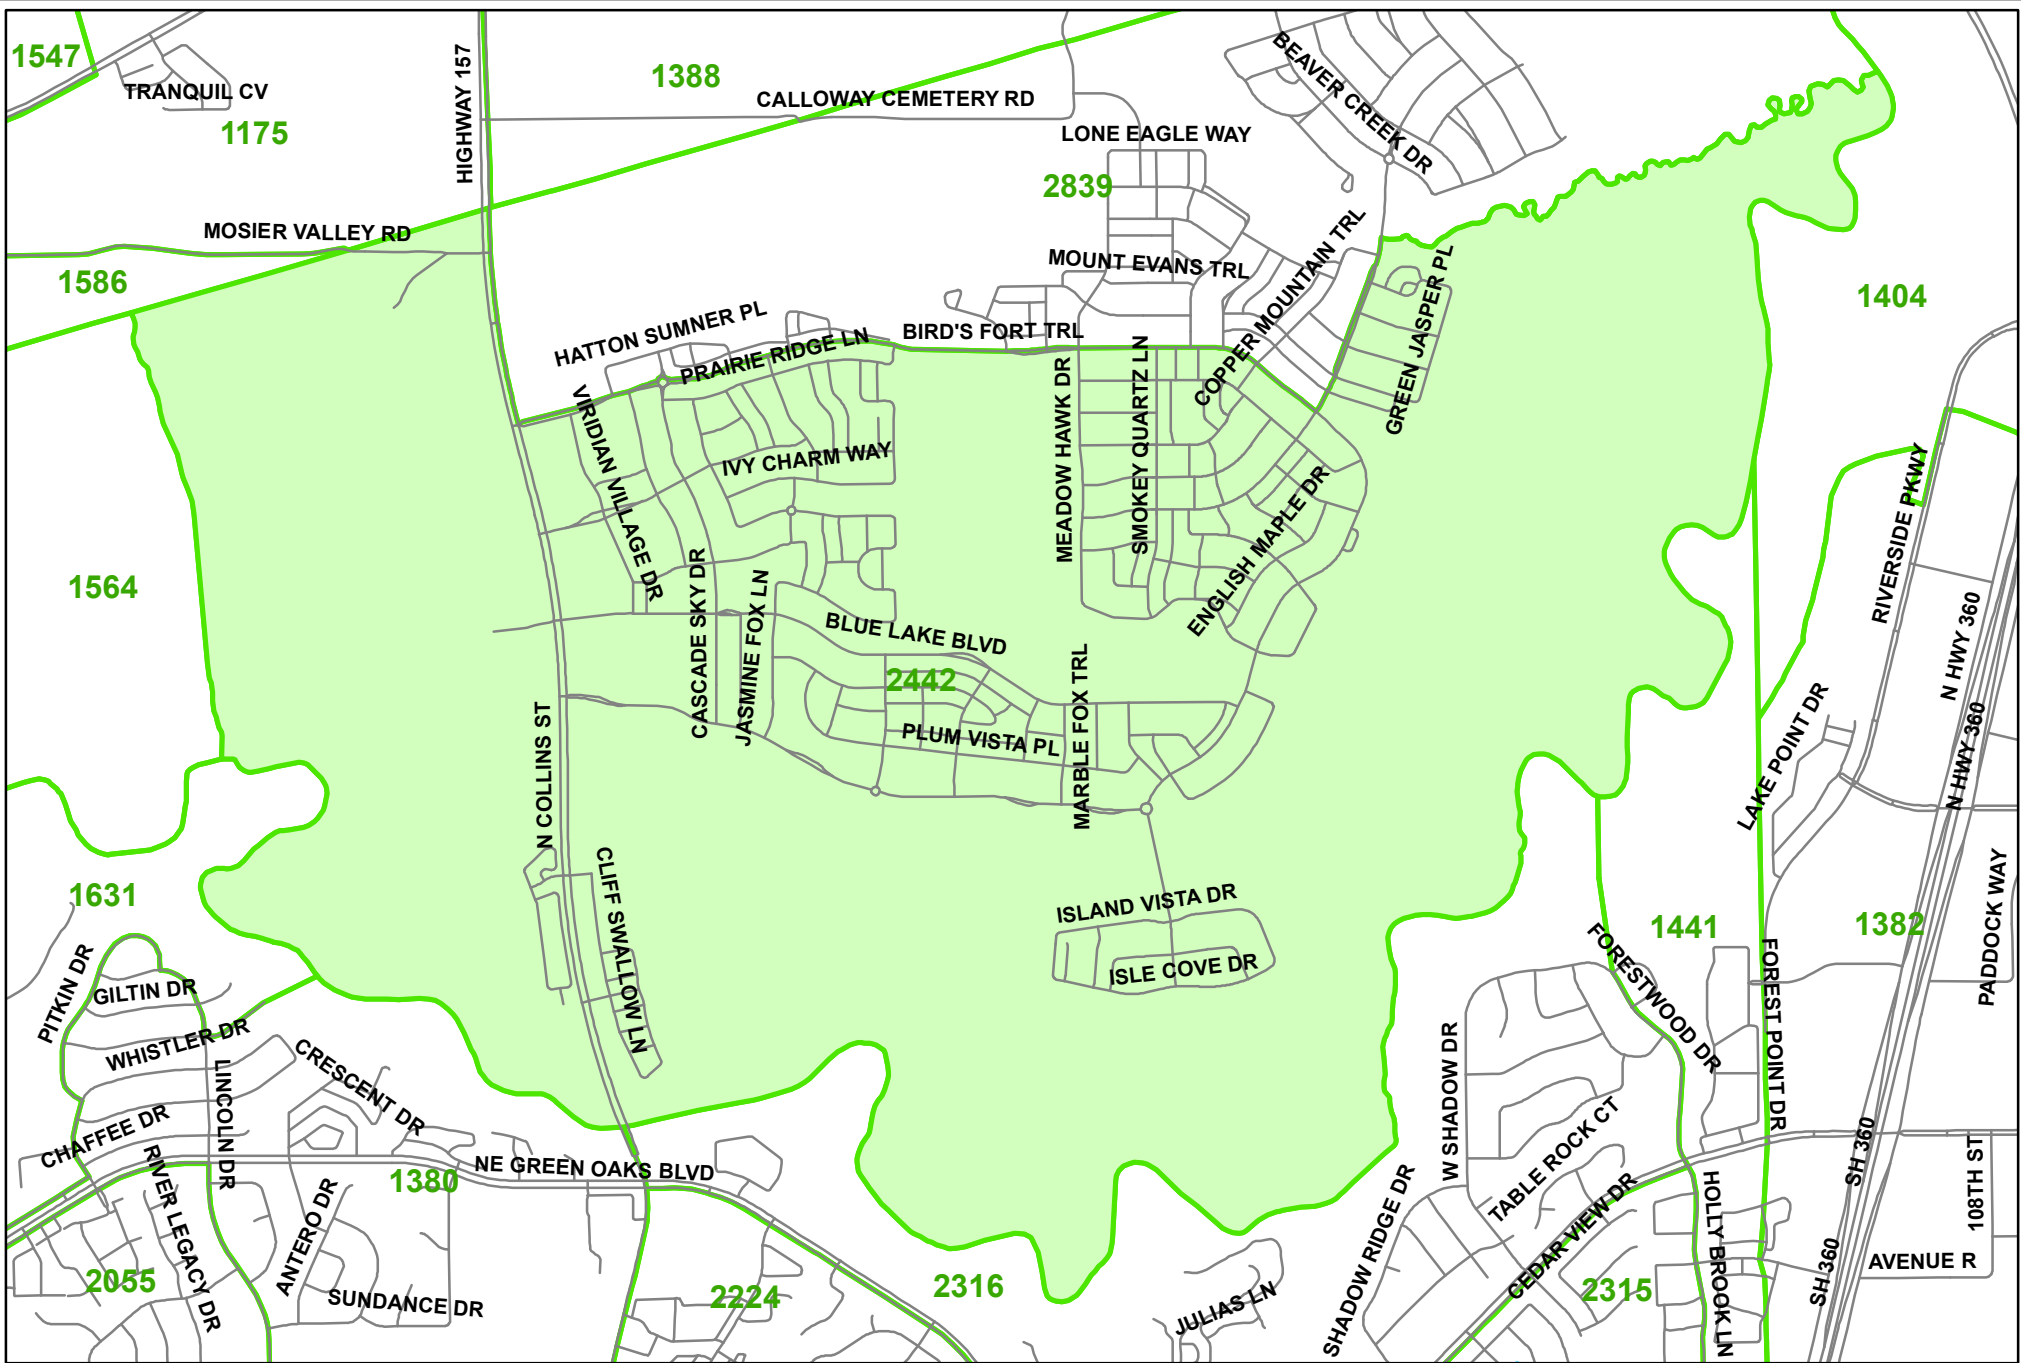 1547
TRANQUIL CV
1175
HIGHWAY 157
1388
CALLOWAY CEMETERY RD
BEAVER CREEK DR
LONE EAGLE WAY
2839
MOSIER VALLEY RD
1586
MOUNT EVANS TRL
COPPER MOUNTAIN TRL
GREEN JASPER PL
1404
HATTON SUMNER PL
PRAIRIE RIDGE LN
BIRD'S FORT TRL
VIRIDIAN VILLAGE DR
IVY CHARM WAY
MEADOW HAWK DR
SMOKEY QUARTZ LN
ENGLISH MAPLE DR
RIVERSIDE PKWY
1564
CASCADE SKY DR
JASMINE FOX LN
BLUE LAKE BLVD
2442
PLUM VISTA PL
MARBLE FOX TRL
N HWY 360
N HWY 360
LAKE POINT DR
N COLLINS ST
CLIFF SWALLOW LN
1631
ISLAND VISTA DR
ISLE COVE DR
1441
1382
FORESTWOOD DR
FOREST POINT DR
PADDOCK WAY
PITKIN DR
GILTIN DR
WHISTLER DR
LINCOLN DR
CRESCENT DR
CHAFFEE DR
W SHADOW DR
TABLE ROCK CT
SH 360
108TH ST
RIVER LEGACY DR
1380
NE GREEN OAKS BLVD
ANTERO DR
SHADOW RIDGE DR
CEDAR VIEW DR
HOLLY BROOK LN
AVENUE R
2055
SUNDANCE DR
2224
2316
JULIAS LN
2315
SH 360